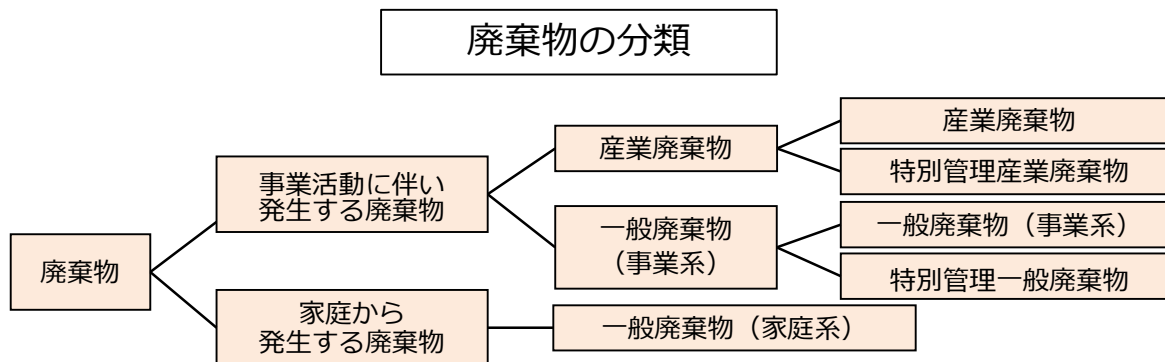 廃棄物の分類
廃棄物
事業活動に伴い
発生する廃棄物
家庭から
発生する廃棄物
産業廃棄物
一般廃棄物
（事業系）
一般廃棄物（家庭系）
産業廃棄物
特別管理産業廃棄物
一般廃棄物（事業系）
特別管理一般廃棄物